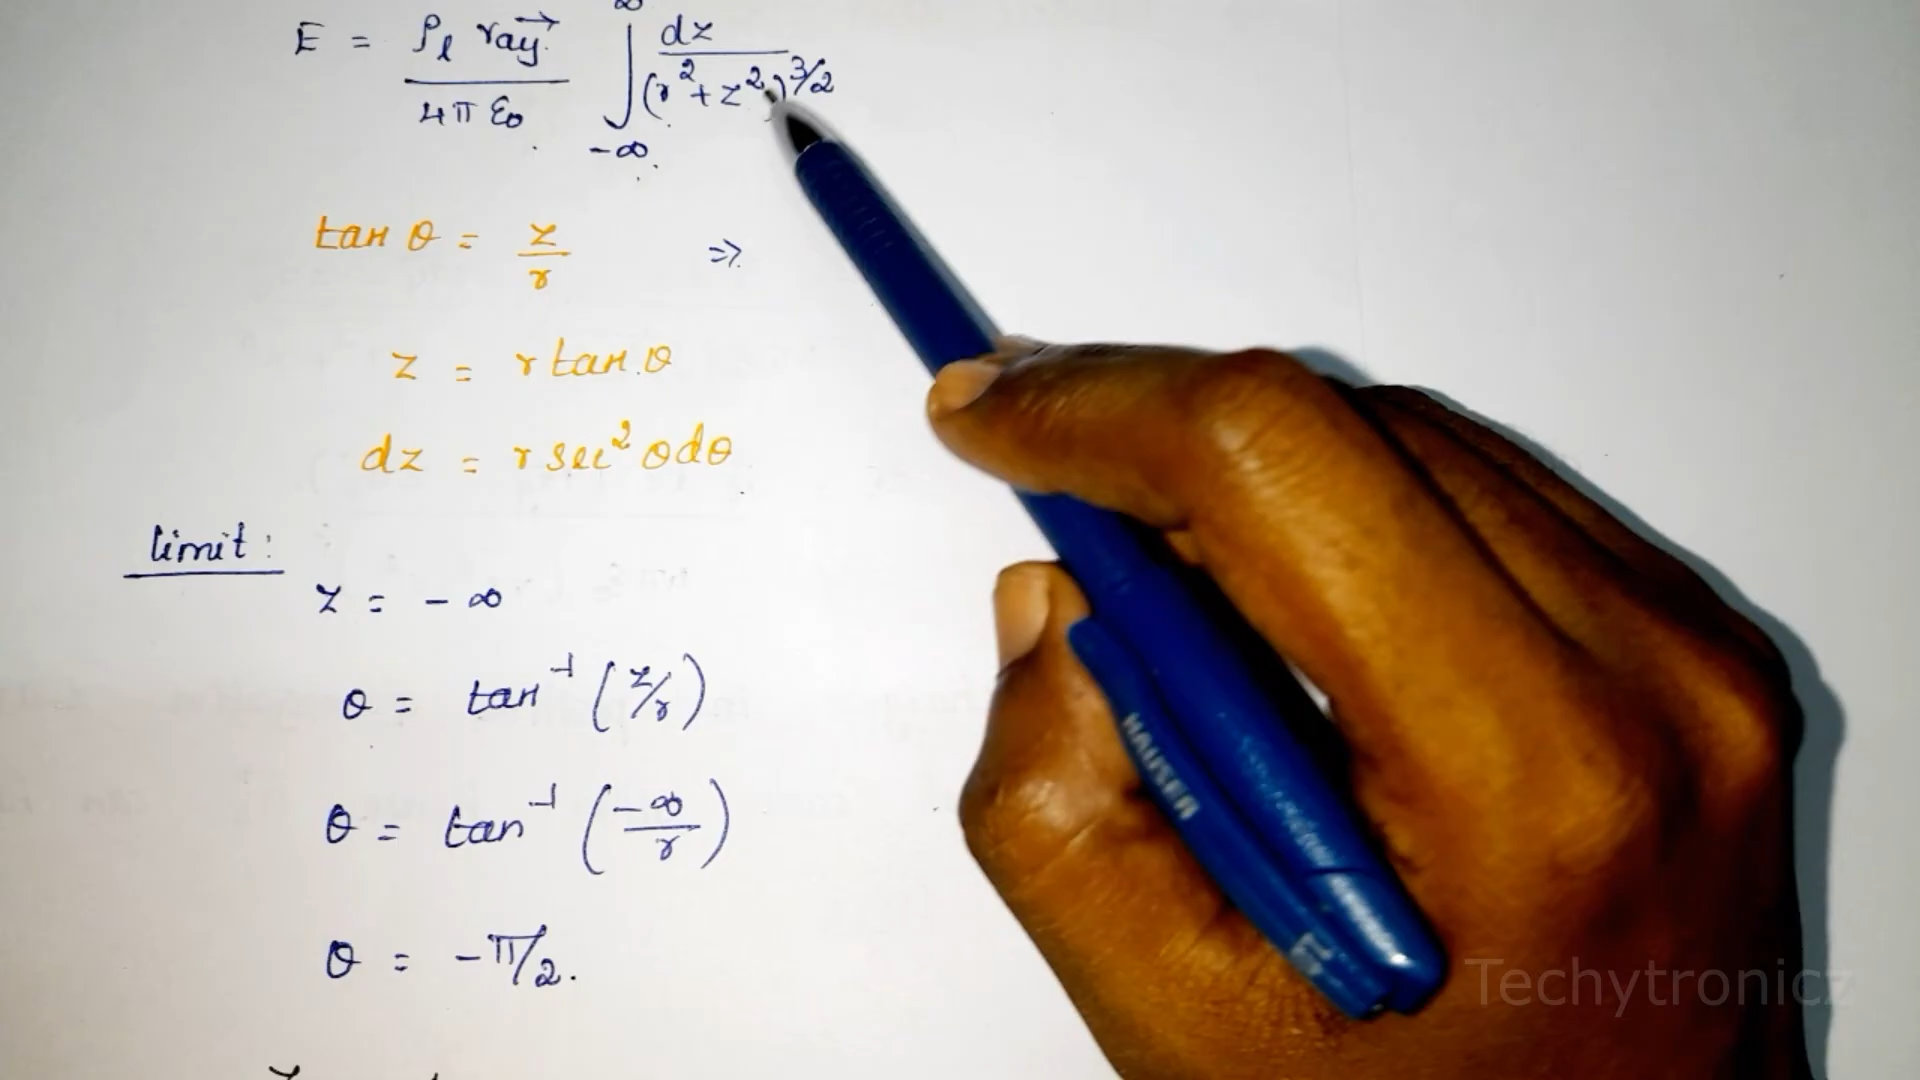 E = ρₗ r a⃗y / 4π ε₀ ∫_{-∞}^{∞} dz / (r² + z²)^{3/2}
tan θ = z/r ⇒
z = r tan θ
dz = r sec² θ dθ
limit:
z = - ∞
θ = tan⁻¹ (z/r)
θ = tan⁻¹ (-∞/r)
θ = -π/2.
HAUSER
Techytronicz